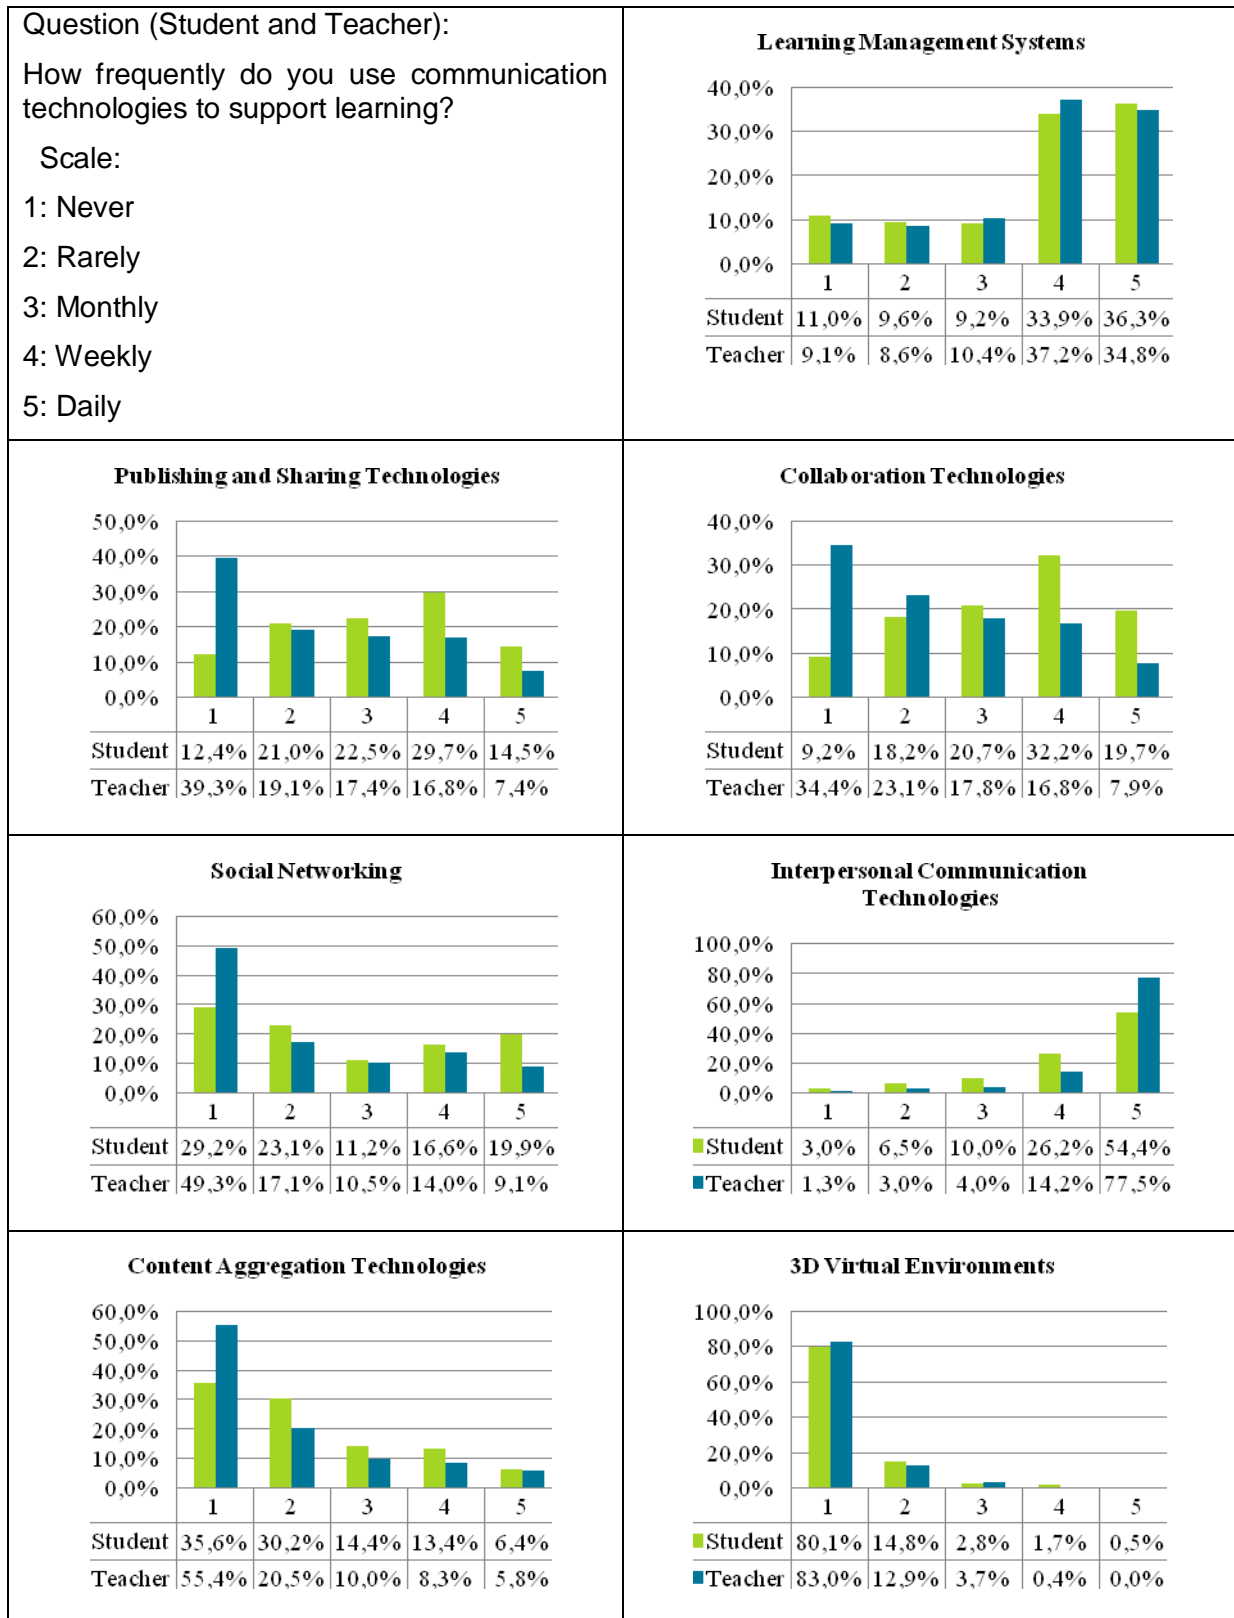 Question (Student and Teacher):
How frequently do you use communication
technologies to support learning?
Scale:
1: Never
2: Rarely
3: Monthly
4: Weekly
5: Daily
Learning Management Systems
40,0%
30,0%
20,0%
10,0%
0,0%
1 2 3 4 5
Student 11,0% 9,6% 9,2% 33,9% 36,3%
Teacher 9,1% 8,6% 10,4% 37,2% 34,8%
Publishing and Sharing Technologies
50,0%
40,0%
30,0%
20,0%
10,0%
0,0%
1 2 3 4 5
Student 12,4% 21,0% 22,5% 29,7% 14,5%
Teacher 39,3% 19,1% 17,4% 16,8% 7,4%
Collaboration Technologies
40,0%
30,0%
20,0%
10,0%
0,0%
1 2 3 4 5
Student 9,2% 18,2% 20,7% 32,2% 19,7%
Teacher 34,4% 23,1% 17,8% 16,8% 7,9%
Social Networking
60,0%
50,0%
40,0%
30,0%
20,0%
10,0%
0,0%
1 2 3 4 5
Student 29,2% 23,1% 11,2% 16,6% 19,9%
Teacher 49,3% 17,1% 10,5% 14,0% 9,1%
Interpersonal Communication
Technologies
100,0%
80,0%
60,0%
40,0%
20,0%
0,0%
1 2 3 4 5
Student 3,0% 6,5% 10,0% 26,2% 54,4%
Teacher 1,3% 3,0% 4,0% 14,2% 77,5%
Content Aggregation Technologies
60,0%
50,0%
40,0%
30,0%
20,0%
10,0%
0,0%
1 2 3 4 5
Student 35,6% 30,2% 14,4% 13,4% 6,4%
Teacher 55,4% 20,5% 10,0% 8,3% 5,8%
3D Virtual Environments
100,0%
80,0%
60,0%
40,0%
20,0%
0,0%
1 2 3 4 5
Student 80,1% 14,8% 2,8% 1,7% 0,5%
Teacher 83,0% 12,9% 3,7% 0,4% 0,0%